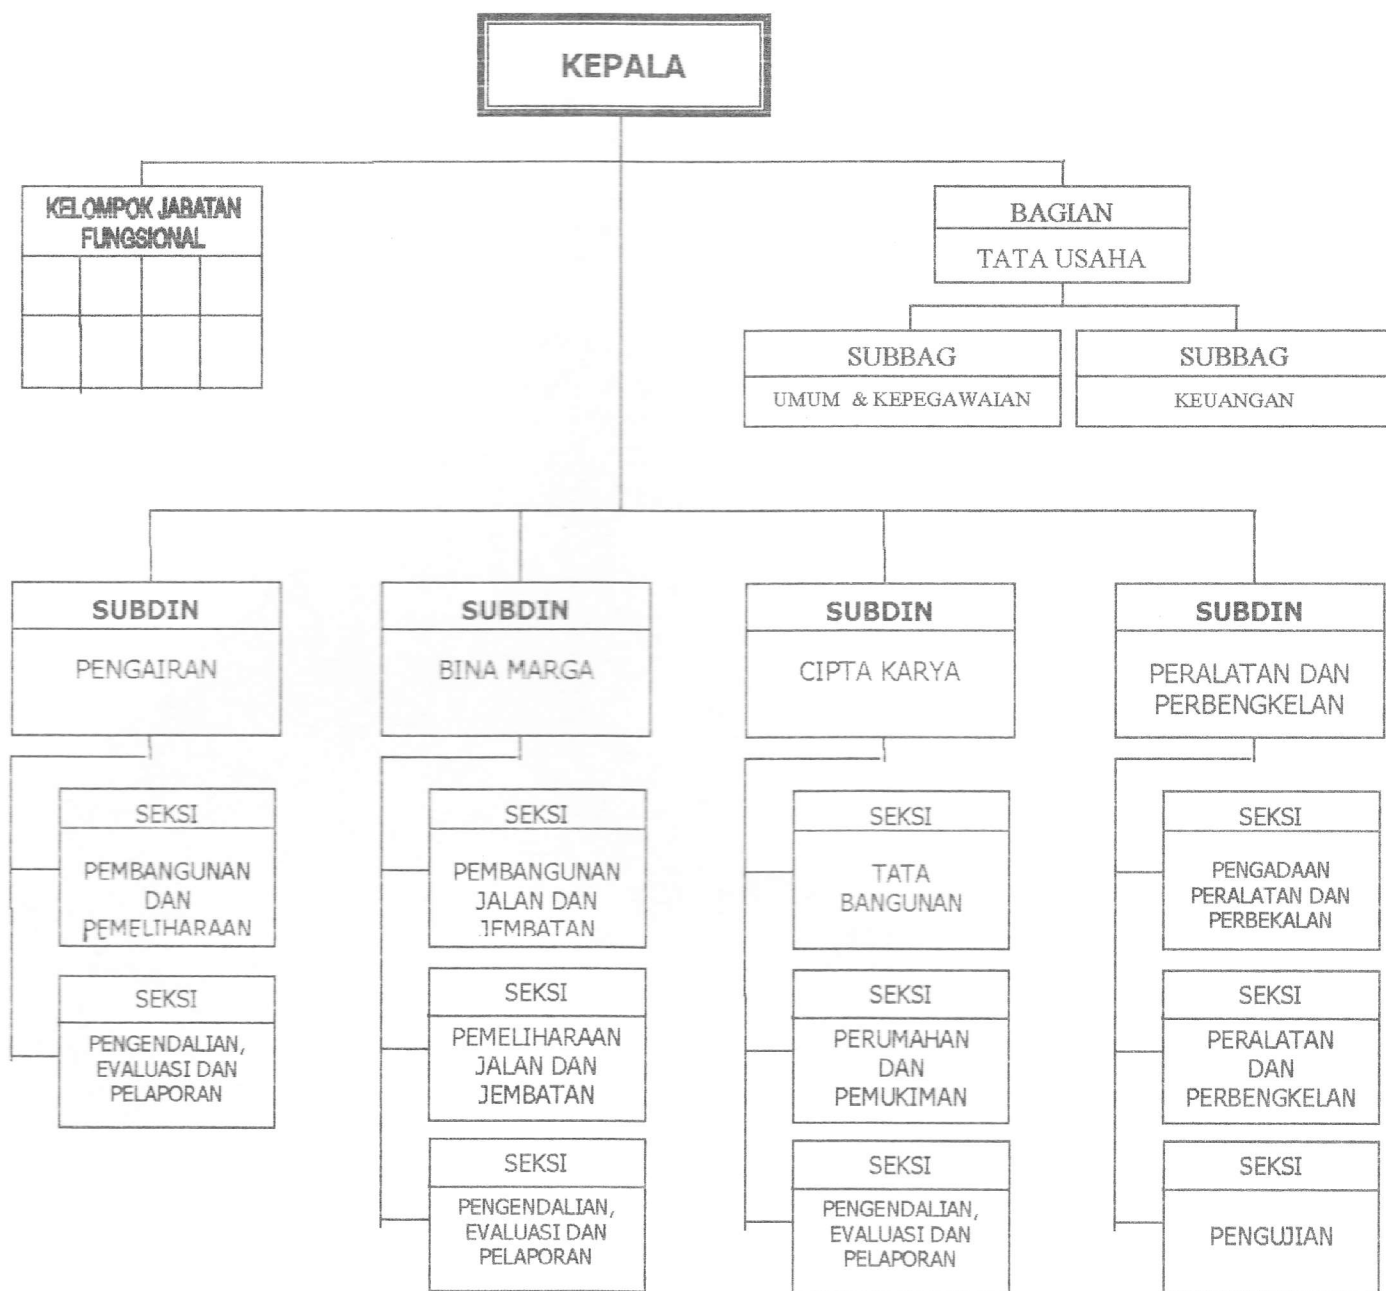 KEPALA
KELOMPOK JABATAN
FUNGSIONAL
BAGIAN
TATA USAHA
SUBBAG
UMUM & KEPEGAWAIAN
SUBBAG
KEUANGAN
SUBDIN
PENGAIRAN
SEKSI
PEMBANGUNAN
DAN
PEMELIHARAAN
SEKSI
PENGENDALIAN,
EVALUASI DAN
PELAPORAN
SUBDIN
BINA MARGA
SEKSI
PEMBANGUNAN
JALAN DAN
JEMBATAN
SEKSI
PEMELIHARAAN
JALAN DAN
JEMBATAN
SEKSI
PENGENDALIAN,
EVALUASI DAN
PELAPORAN
SUBDIN
CIPTA KARYA
SEKSI
TATA
BANGUNAN
SEKSI
PERUMAHAN
DAN
PEMUKIMAN
SEKSI
PENGENDALIAN,
EVALUASI DAN
PELAPORAN
SUBDIN
PERALATAN DAN
PERBENGKELAN
SEKSI
PENGADAAN
PERALATAN DAN
PERBEKALAN
SEKSI
PERALATAN
DAN
PERBENGKELAN
SEKSI
PENGUJIAN